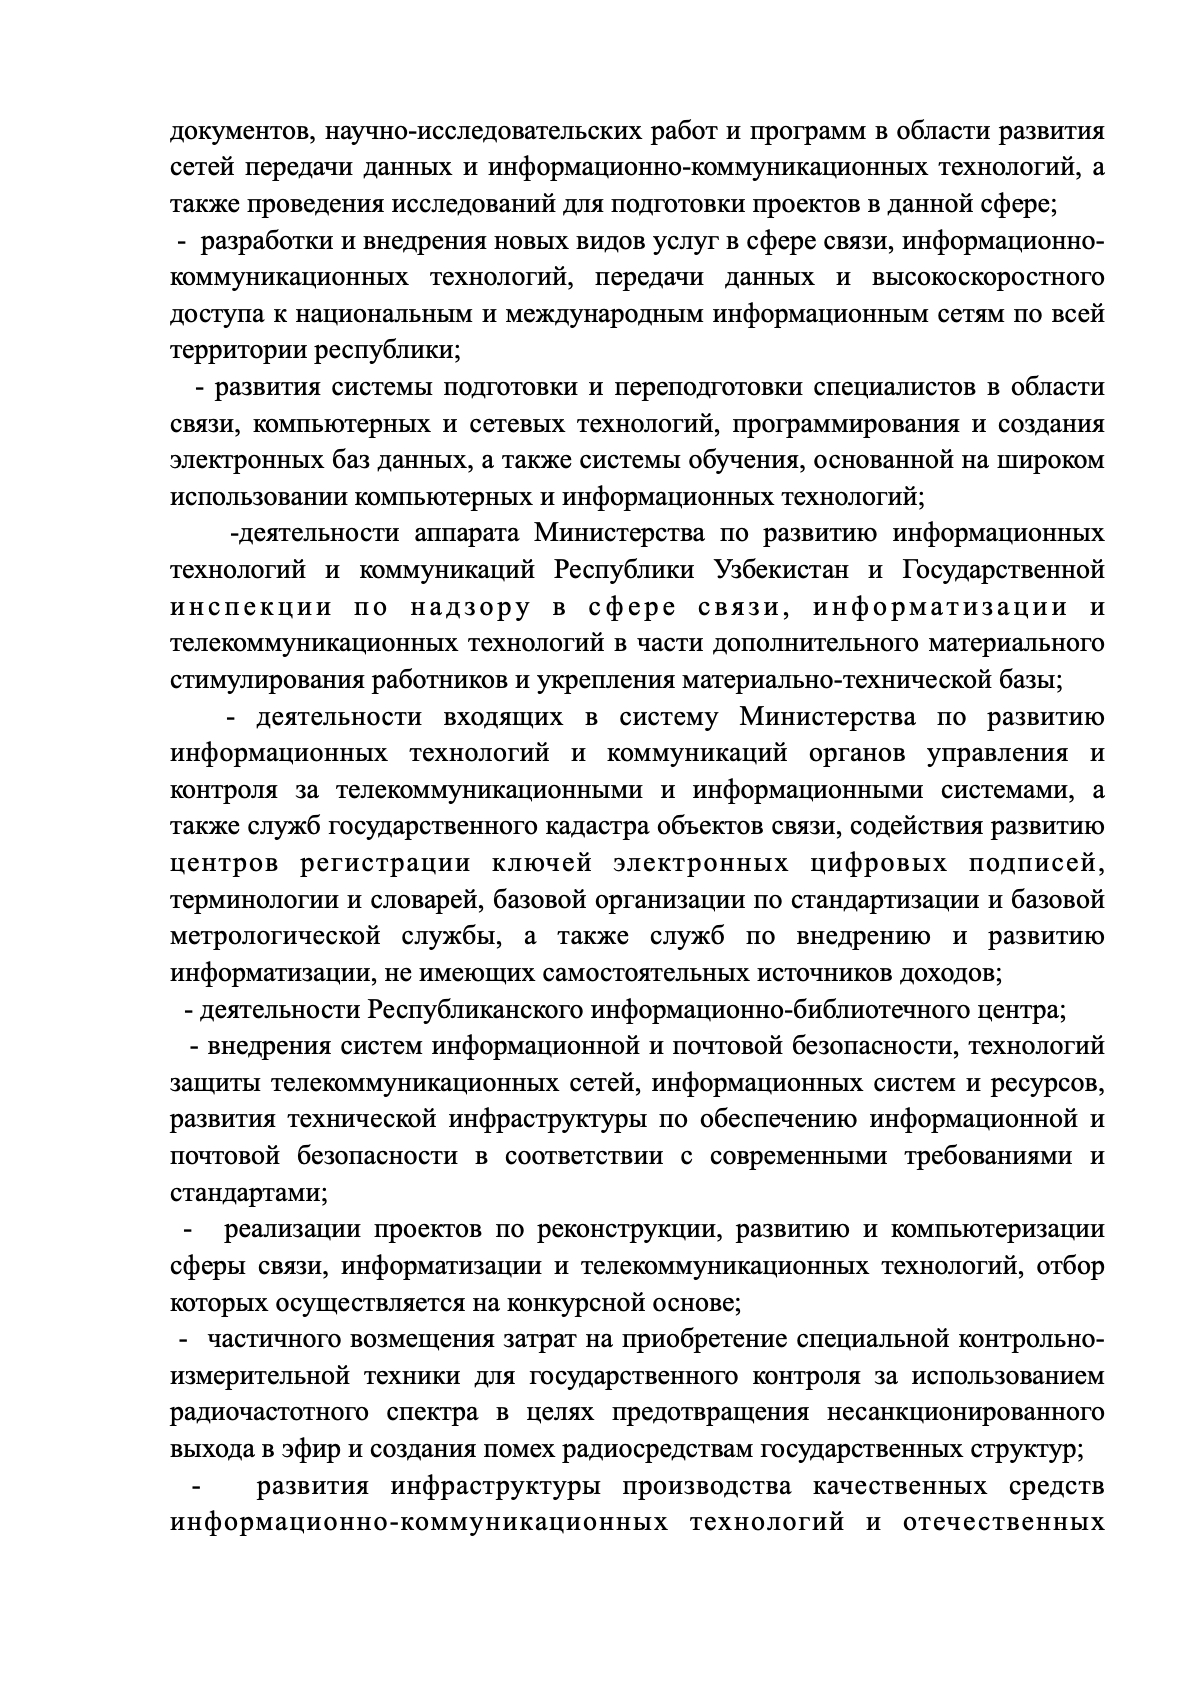 документов, научно-исследовательских работ и программ в области развития
сетей передачи данных и информационно-коммуникационных технологий, а
также проведения исследований для подготовки проектов в данной сфере;
- разработки и внедрения новых видов услуг в сфере связи, информационно-
коммуникационных технологий, передачи данных и высокоскоростного
доступа к национальным и международным информационным сетям по всей
территории республики;
- развития системы подготовки и переподготовки специалистов в области
связи, компьютерных и сетевых технологий, программирования и создания
электронных баз данных, а также системы обучения, основанной на широком
использовании компьютерных и информационных технологий;
-деятельности аппарата Министерства по развитию информационных
технологий и коммуникаций Республики Узбекистан и Государственной
инспекции по надзору в сфере связи, информатизации и
телекоммуникационных технологий в части дополнительного материального
стимулирования работников и укрепления материально-технической базы;
- деятельности входящих в систему Министерства по развитию
информационных технологий и коммуникаций органов управления и
контроля за телекоммуникационными и информационными системами, а
также служб государственного кадастра объектов связи, содействия развитию
центров регистрации ключей электронных цифровых подписей,
терминологии и словарей, базовой организации по стандартизации и базовой
метрологической службы, а также служб по внедрению и развитию
информатизации, не имеющих самостоятельных источников доходов;
- деятельности Республиканского информационно-библиотечного центра;
- внедрения систем информационной и почтовой безопасности, технологий
защиты телекоммуникационных сетей, информационных систем и ресурсов,
развития технической инфраструктуры по обеспечению информационной и
почтовой безопасности в соответствии с современными требованиями и
стандартами;
- реализации проектов по реконструкции, развитию и компьютеризации
сферы связи, информатизации и телекоммуникационных технологий, отбор
которых осуществляется на конкурсной основе;
- частичного возмещения затрат на приобретение специальной контрольно-
измерительной техники для государственного контроля за использованием
радиочастотного спектра в целях предотвращения несанкционированного
выхода в эфир и создания помех радиосредствам государственных структур;
- развития инфраструктуры производства качественных средств
информационно-коммуникационных технологий и отечественных